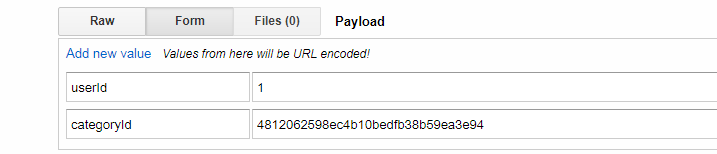 Raw Form Files (0) Payload
Add new value Values from here will be URL encoded!
userId 1
categoryId 4812062598ec4b10bedfb38b59ea3e94